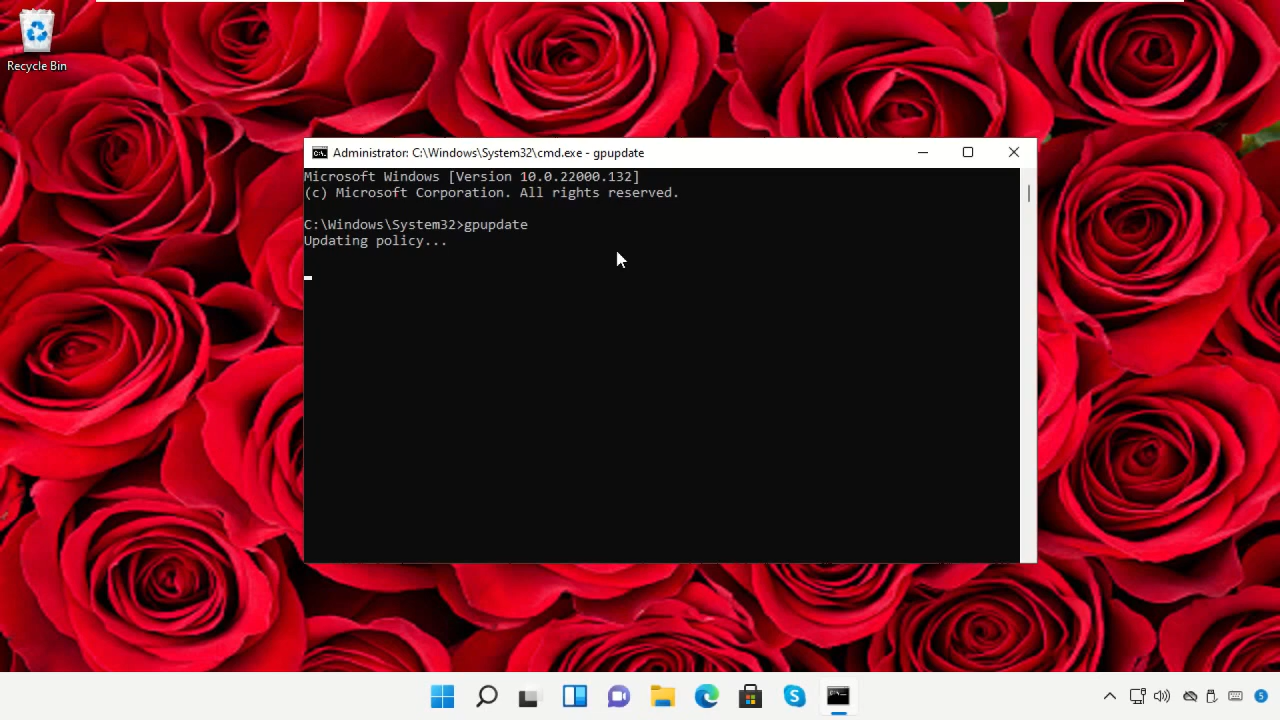 Recycle Bin
Administrator: C:\Windows\System32\cmd.exe - gpupdate
Microsoft Windows [Version 10.0.22000.132]
(c) Microsoft Corporation. All rights reserved.
C:\Windows\System32>gpupdate
Updating policy...
5